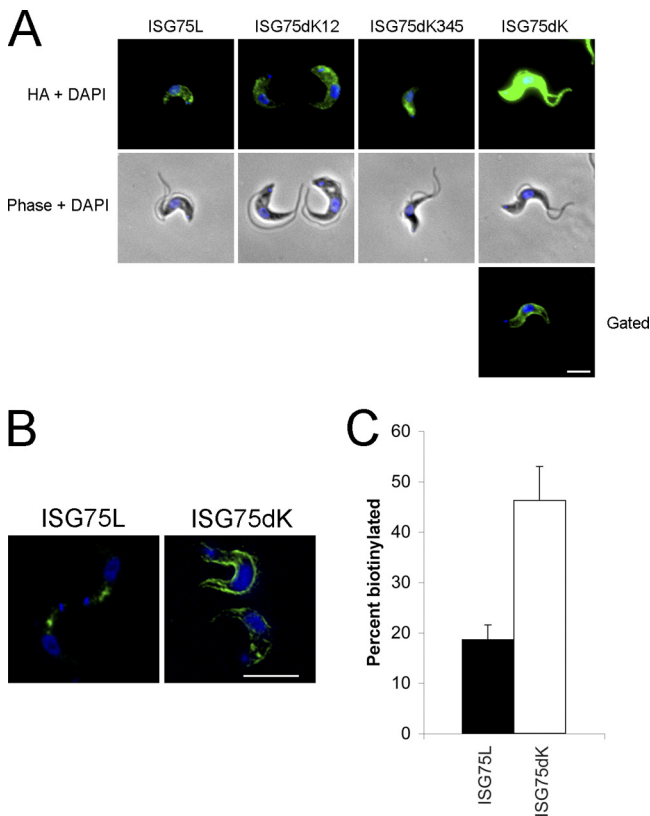 A
ISG75L ISG75dK12 ISG75dK345 ISG75dK
HA + DAPI
Phase + DAPI
Gated
B
ISG75L ISG75dK
C
Percent biotinylated
60
50
40
30
20
10
0
ISG75L
ISG75dK